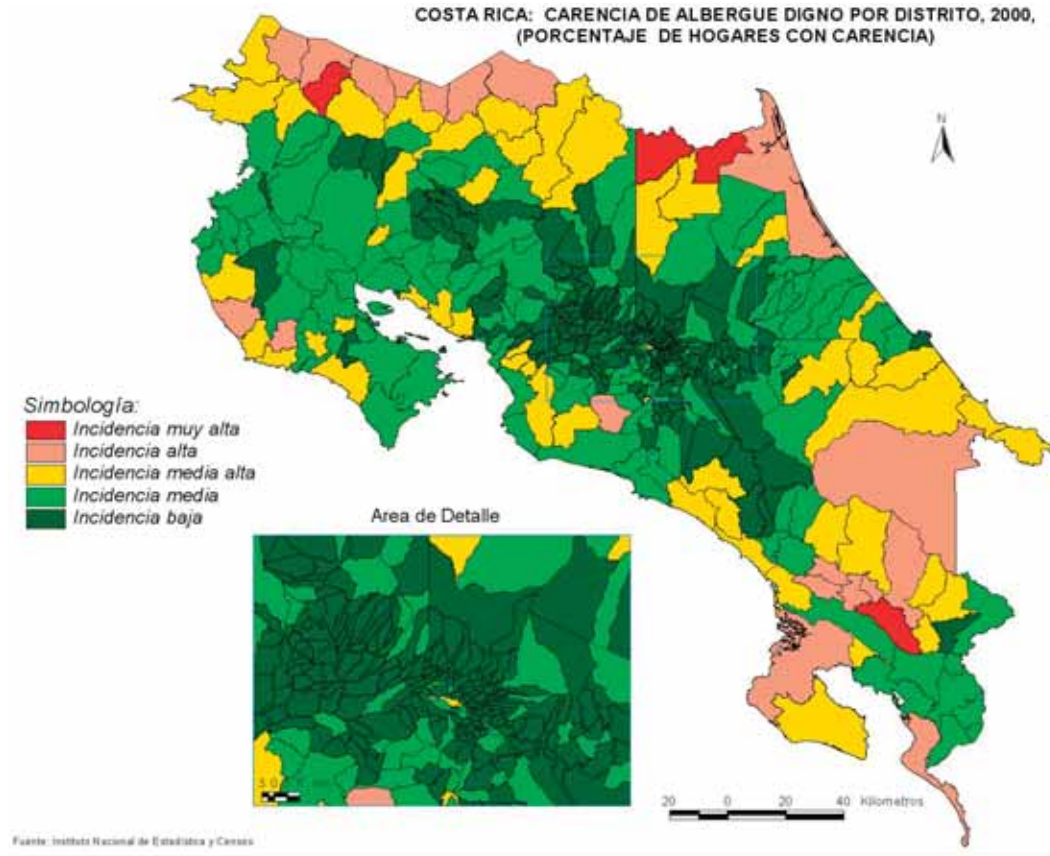 COSTA RICA: CARENCIA DE ALBERGUE DIGNO POR DISTRITO, 2000,
(PORCENTAJE DE HOGARES CON CARENCIA)
N
Simbología:
Incidencia muy alta
Incidencia alta
Incidencia media alta
Incidencia media
Incidencia baja
Area de Detalle
20 0 20 40 Kilometros
Fuente: Instituto Nacional de Estadística y Censos